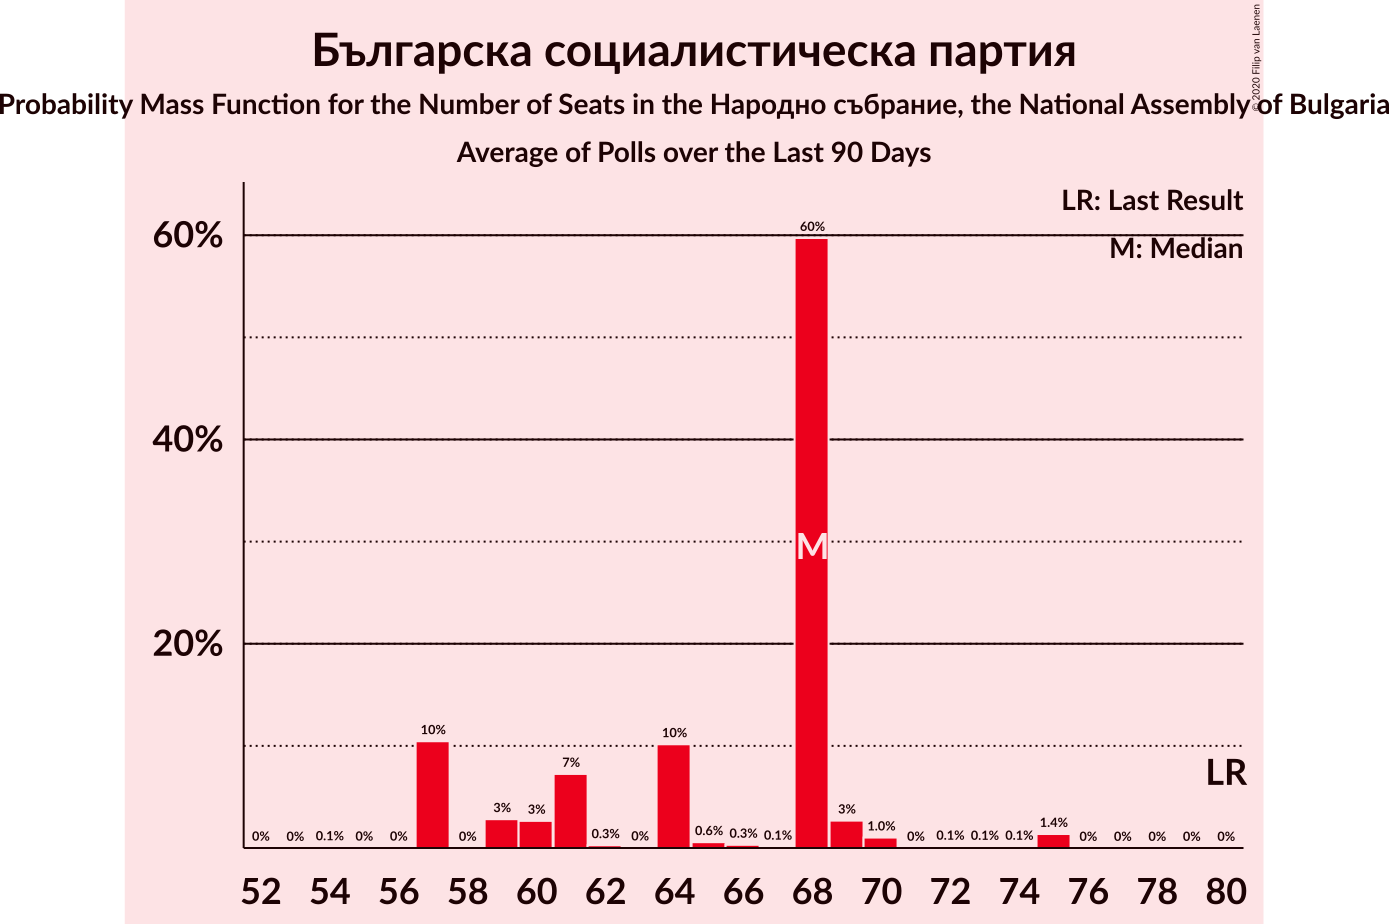 Българска социалистическа партия
© 2020 Filip van Laenen
Probability Mass Function for the Number of Seats in the Народно събрание, the National Assembly of Bulgaria
Average of Polls over the Last 90 Days
LR: Last Result
M: Median
60%
40%
20%
0% 0% 0.1% 0% 0% 10% 0% 3% 3% 7% 0.3% 0% 10% 0.6% 0.3% 0.1% 60% 3% 1.0% 0% 0.1% 0.1% 0.1% 1.4% 0% 0% 0% 0% 0%
M
LR
52 54 56 58 60 62 64 66 68 70 72 74 76 78 80